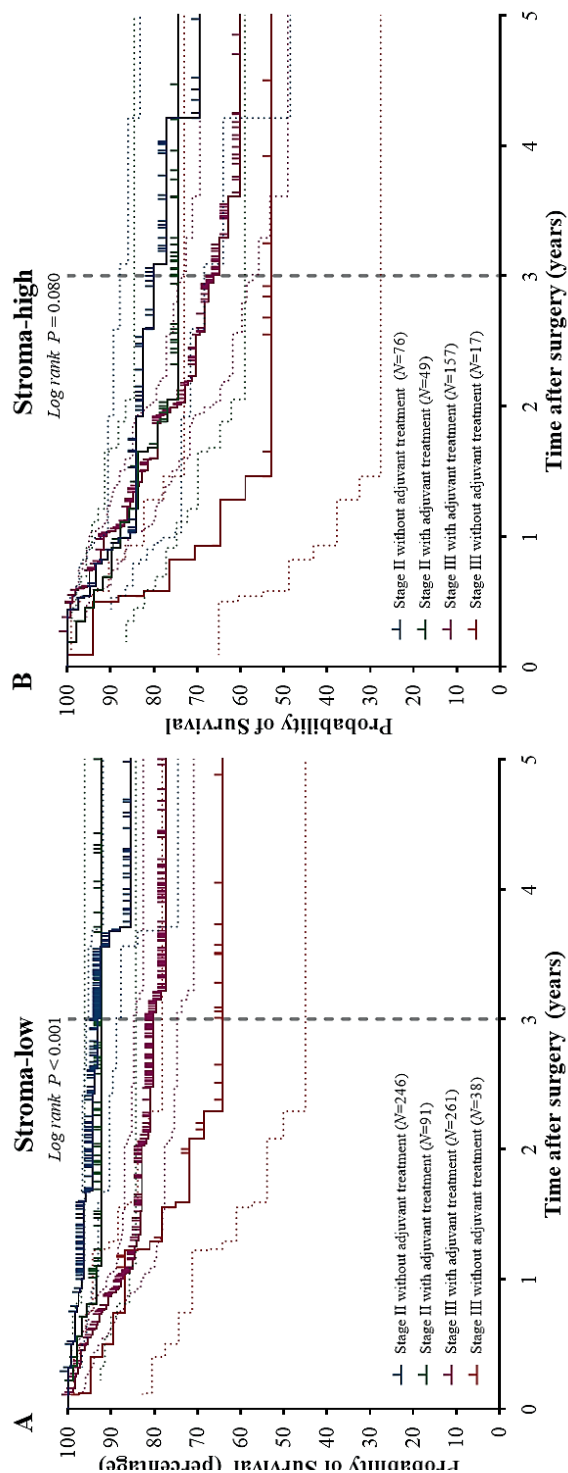 A
Stroma-low
Log rank P < 0.001
Probability of Survival (percentage)
100
90
80
70
60
50
40
30
20
10
0
Stage II without adjuvant treatment (N=246)
Stage II with adjuvant treatment (N=91)
Stage III with adjuvant treatment (N=261)
Stage III without adjuvant treatment (N=38)
0
1
2
3
4
5
Time after surgery (years)
B
Stroma-high
Log rank P = 0.080
Probability of Survival
100
90
80
70
60
50
40
30
20
10
0
Stage II without adjuvant treatment (N=76)
Stage II with adjuvant treatment (N=49)
Stage III with adjuvant treatment (N=157)
Stage III without adjuvant treatment (N=17)
0
1
2
3
4
5
Time after surgery (years)